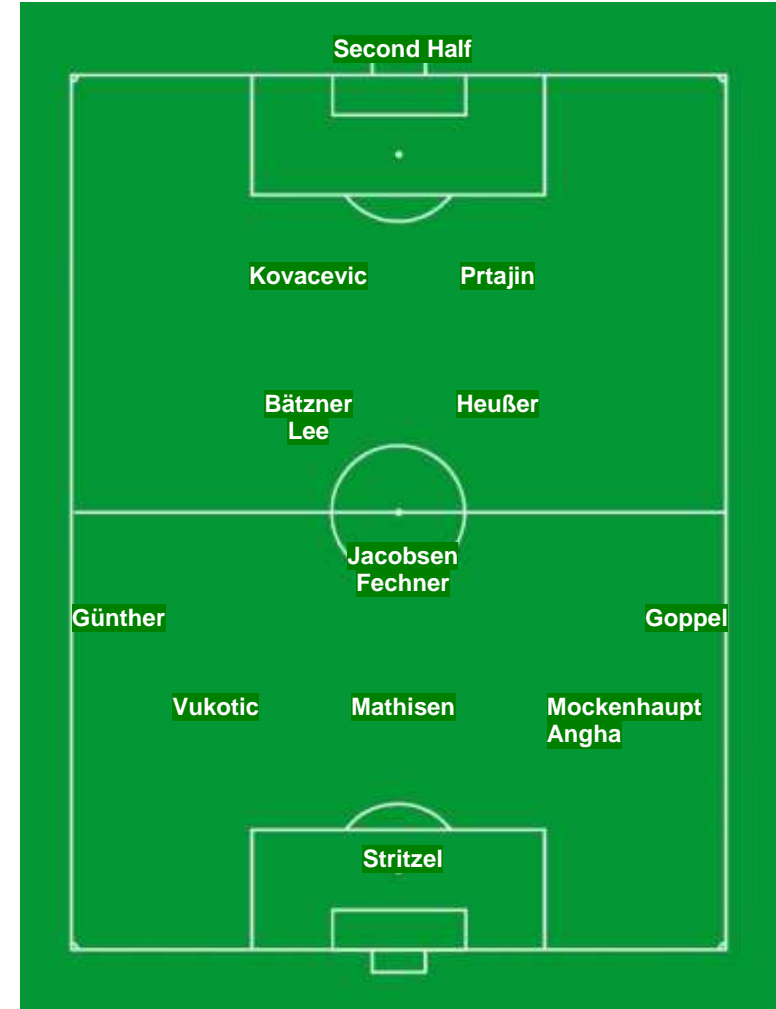 Second Half
Kovacevic Prtajin
Bätzner Heußer
Lee
Jacobsen
Fechner
Günther Goppel
Vukotic Mathisen Mockenhaupt
Angha
Stritzel